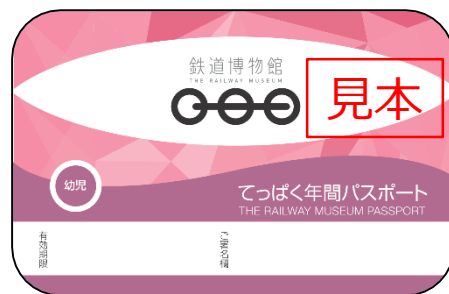 鉄道博物館
THE RAILWAY MUSEUM
見本
幼児
てっぱく年間パスポート
THE RAILWAY MUSEUM PASSPORT
有効期限
ご署名欄